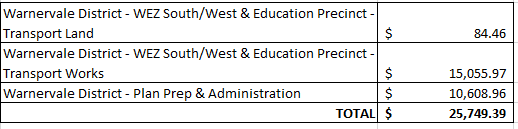 Warnervale District - WEZ South/West & Education Precinct -
Transport Land $ 84.46
Warnervale District - WEZ South/West & Education Precinct -
Transport Works $ 15,055.97
Warnervale District - Plan Prep & Administration $ 10,608.96
TOTAL $ 25,749.39